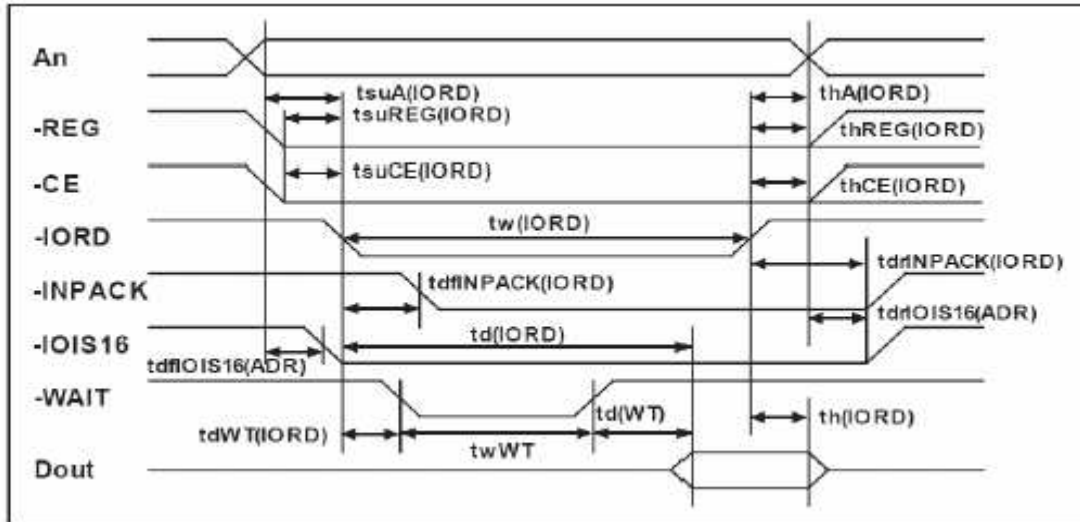 An
tsuA(IORD) thA(IORD)
-REG tsuREG(IORD) thREG(IORD)
-CE tsuCE(IORD) thCE(IORD)
-IORD tw(IORD)
-INPACK tdfINPACK(IORD) tdrINPACK(IORD)
-IOIS16 td(IORD) tdrIOIS16(ADR)
tdfIOIS16(ADR)
-WAIT td(WT) th(IORD)
tdWT(IORD) twWT
Dout